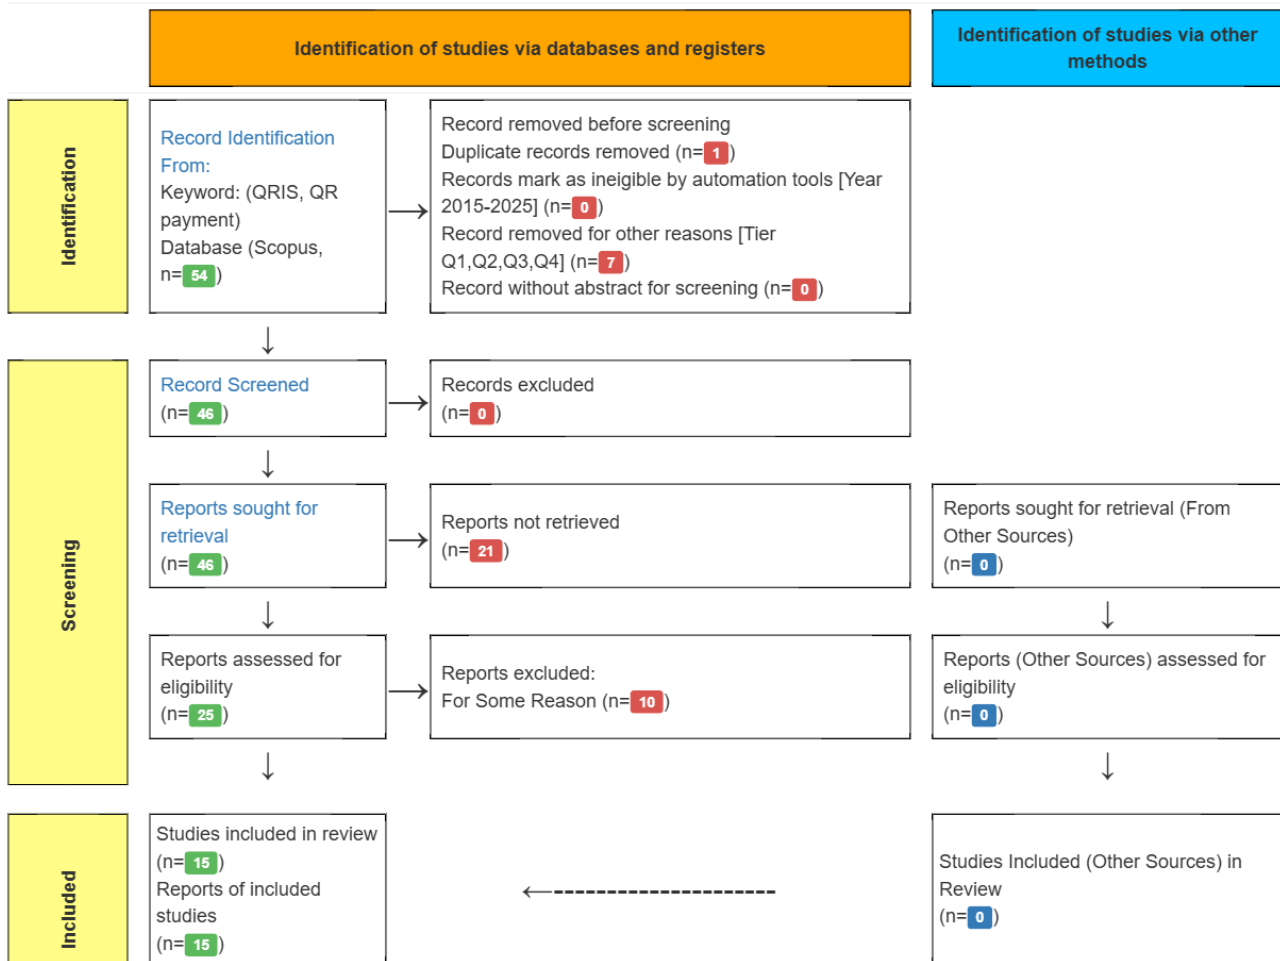 Identification of studies via databases and registers
Identification of studies via other
methods
Identification
Record Identification
From:
Keyword: (QRIS, QR
payment)
Database (Scopus,
n=54)
Record removed before screening
Duplicate records removed (n=1)
Records mark as ineigible by automation tools [Year
2015-2025] (n=0)
Record removed for other reasons [Tier
Q1,Q2,Q3,Q4] (n=7)
Record without abstract for screening (n=0)
Screening
Record Screened
(n=46)
Records excluded
(n=0)
Reports sought for
retrieval
(n=46)
Reports not retrieved
(n=21)
Reports sought for retrieval (From
Other Sources)
(n=0)
Reports assessed for
eligibility
(n=25)
Reports excluded:
For Some Reason (n=10)
Reports (Other Sources) assessed for
eligibility
(n=0)
Included
Studies included in review
(n=15)
Reports of included
studies
(n=15)
Studies Included (Other Sources) in
Review
(n=0)